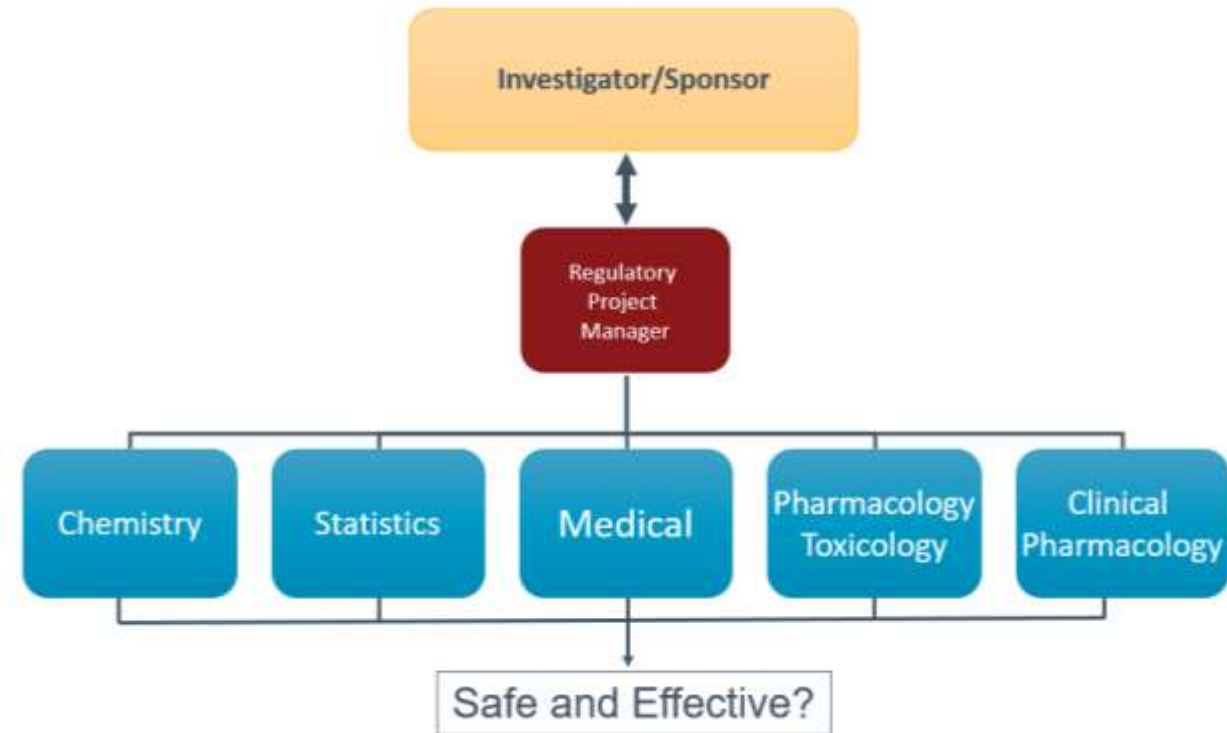 Investigator/Sponsor
Regulatory
Project
Manager
Chemistry
Statistics
Medical
Pharmacology
Toxicology
Clinical
Pharmacology
Safe and Effective?